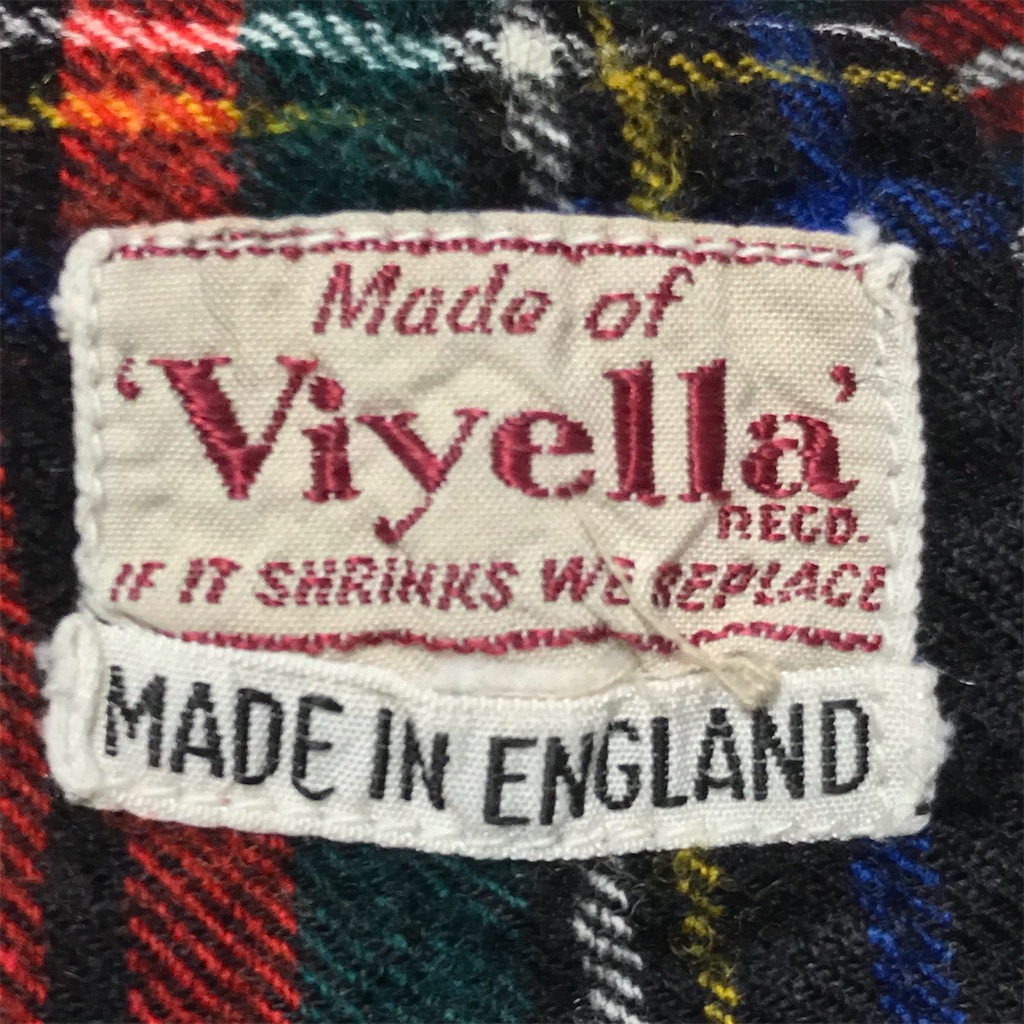 Made of
‘Viyella’
REGD.
IF IT SHRINKS WE REPLACE
MADE IN ENGLAND